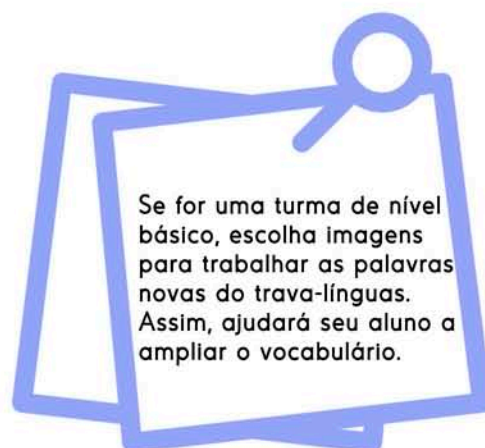 Se for uma turma de nível
básico, escolha imagens
para trabalhar as palavras
novas do trava-línguas.
Assim, ajudará seu aluno a
ampliar o vocabulário.